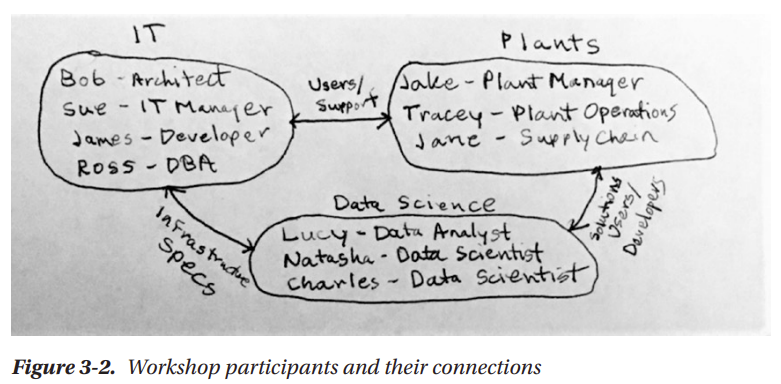 IT
Bob - Architect
Sue - IT Manager
James - Developer
Ross - DBA
Users/
Support
Plants
Jake - Plant Manager
Tracey - Plant Operations
Jane - Supply Chain
Data Science
Lucy - Data Analyst
Natasha - Data Scientist
Charles - Data Scientist
Infrastructure
Specs
Solutions
Users/
Developers
Figure 3-2. Workshop participants and their connections